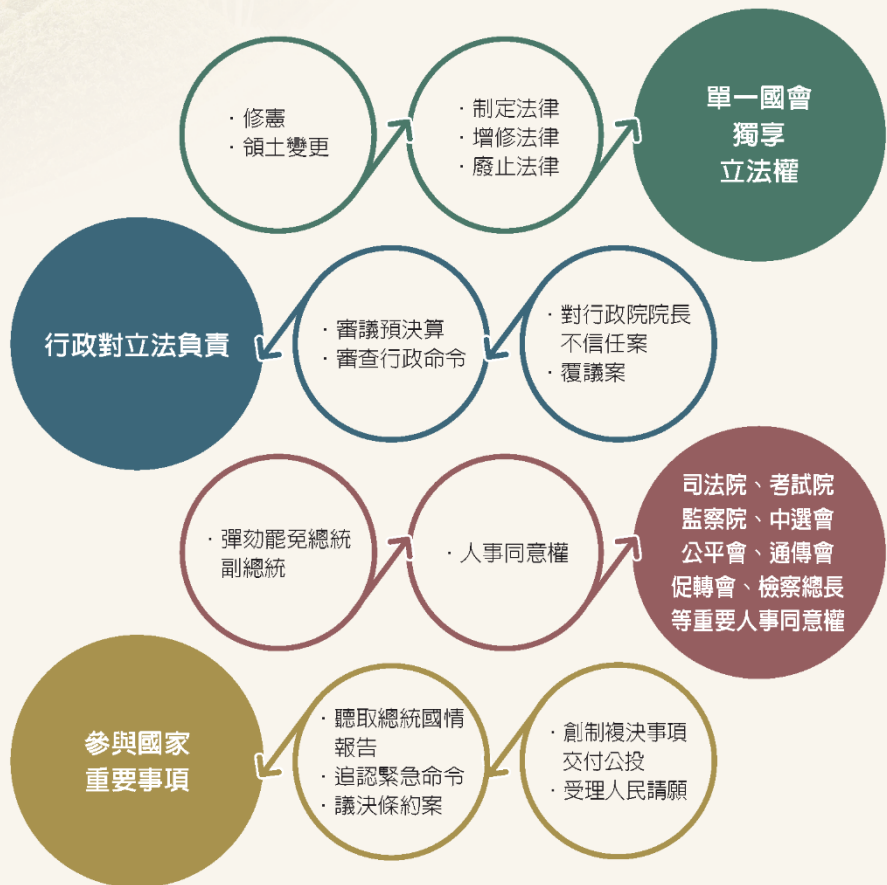 ・修憲
・領土變更
・制定法律
・增修法律
・廢止法律
單一國會
獨享
立法權
行政對立法負責
・審議預決算
・審查行政命令
・對行政院院長
不信任案
・覆議案
・彈劾罷免總統
副總統
・人事同意權
司法院、考試院
監察院、中選會
公平會、通傳會
促轉會、檢察總長
等重要人事同意權
參與國家
重要事項
・聽取總統國情
報告
・追認緊急命令
・議決條約案
・創制複決事項
交付公投
・受理人民請願